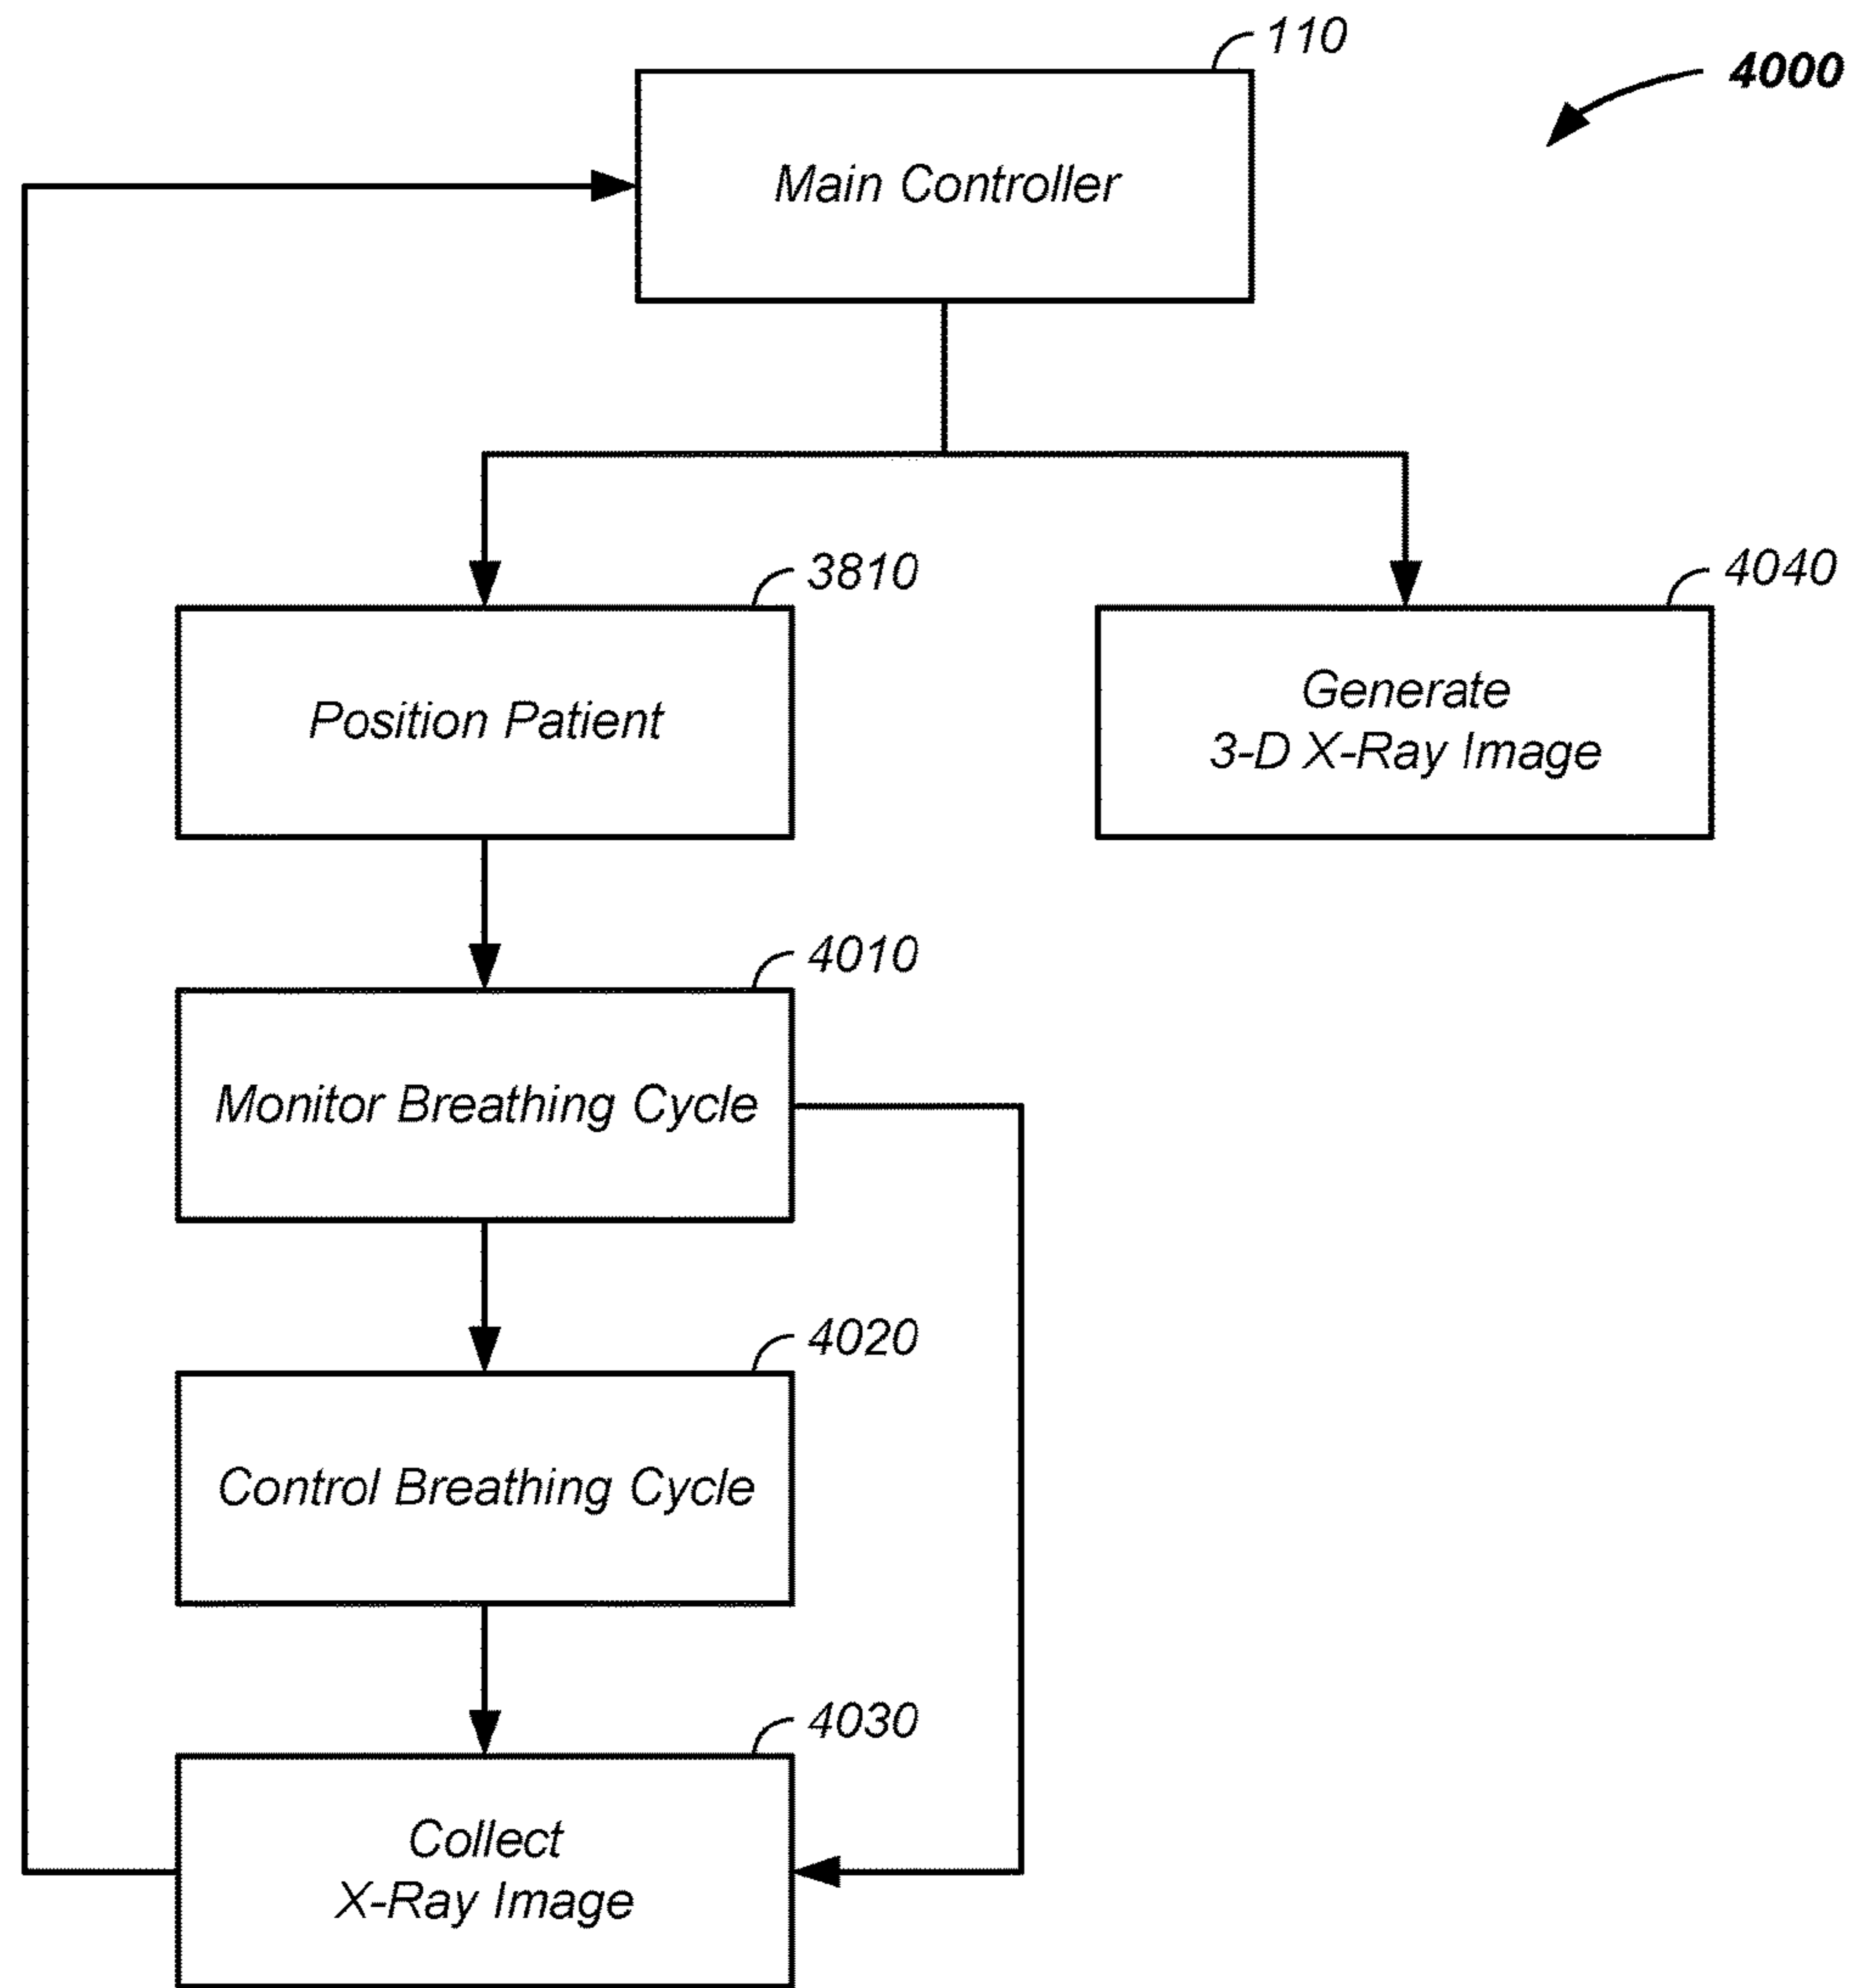 110
4000
Main Controller
3810
4040
Position Patient
Generate
3-D X-Ray Image
4010
Monitor Breathing Cycle
4020
Control Breathing Cycle
4030
Collect
X-Ray Image